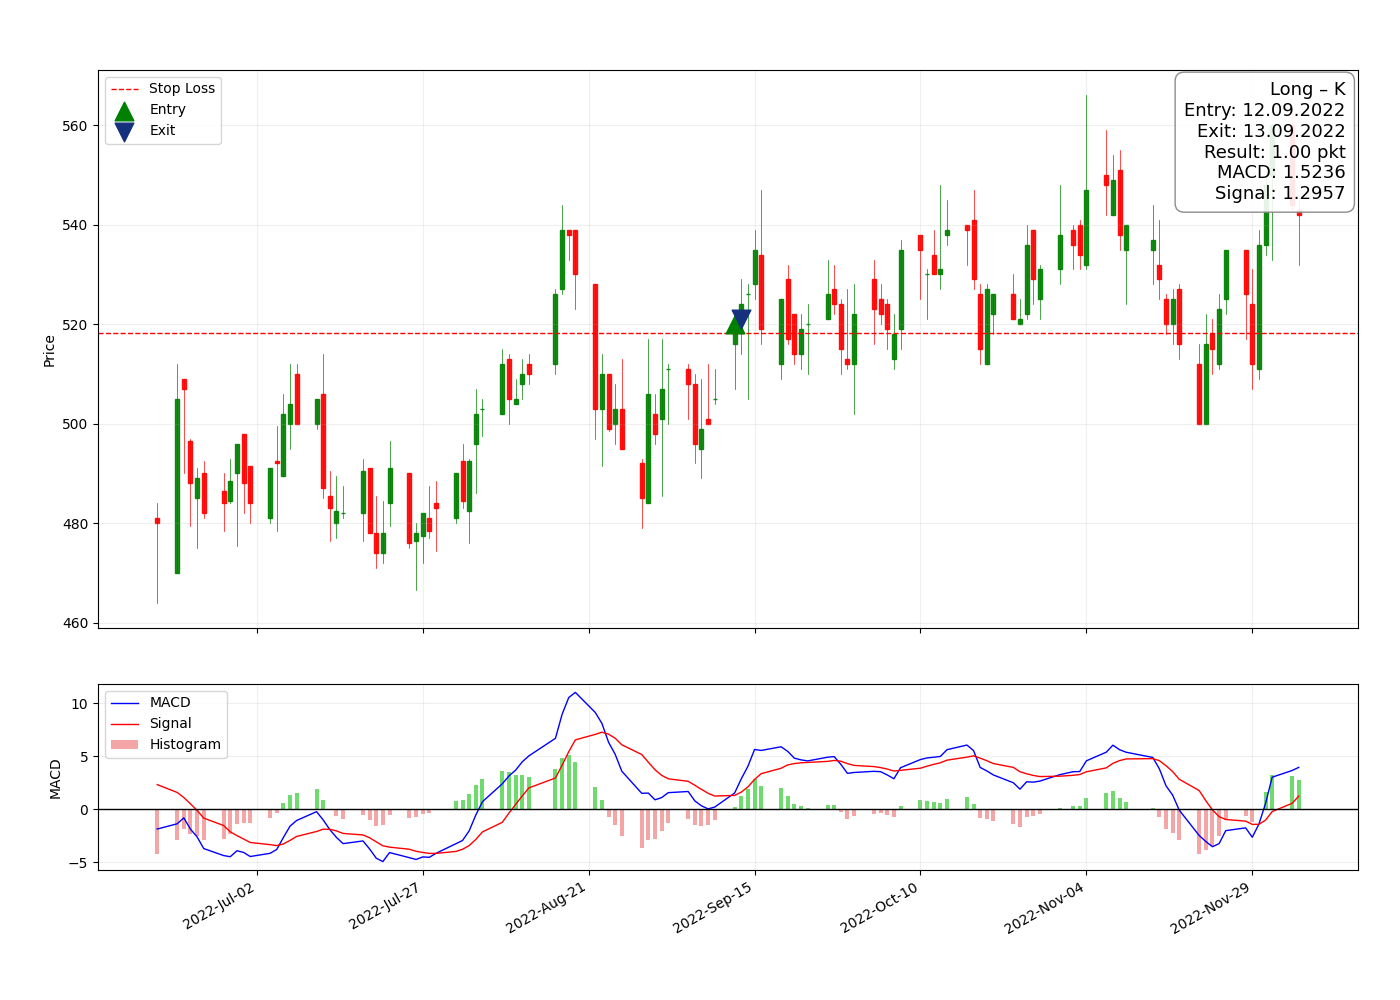 Stop Loss
Entry
Exit
Long – K
Entry: 12.09.2022
Exit: 13.09.2022
Result: 1.00 pkt
MACD: 1.5236
Signal: 1.2957
Price
560
540
520
500
480
460
MACD
Signal
Histogram
MACD
10
5
0
−5
2022-Jul-02
2022-Jul-27
2022-Aug-21
2022-Sep-15
2022-Oct-10
2022-Nov-04
2022-Nov-29